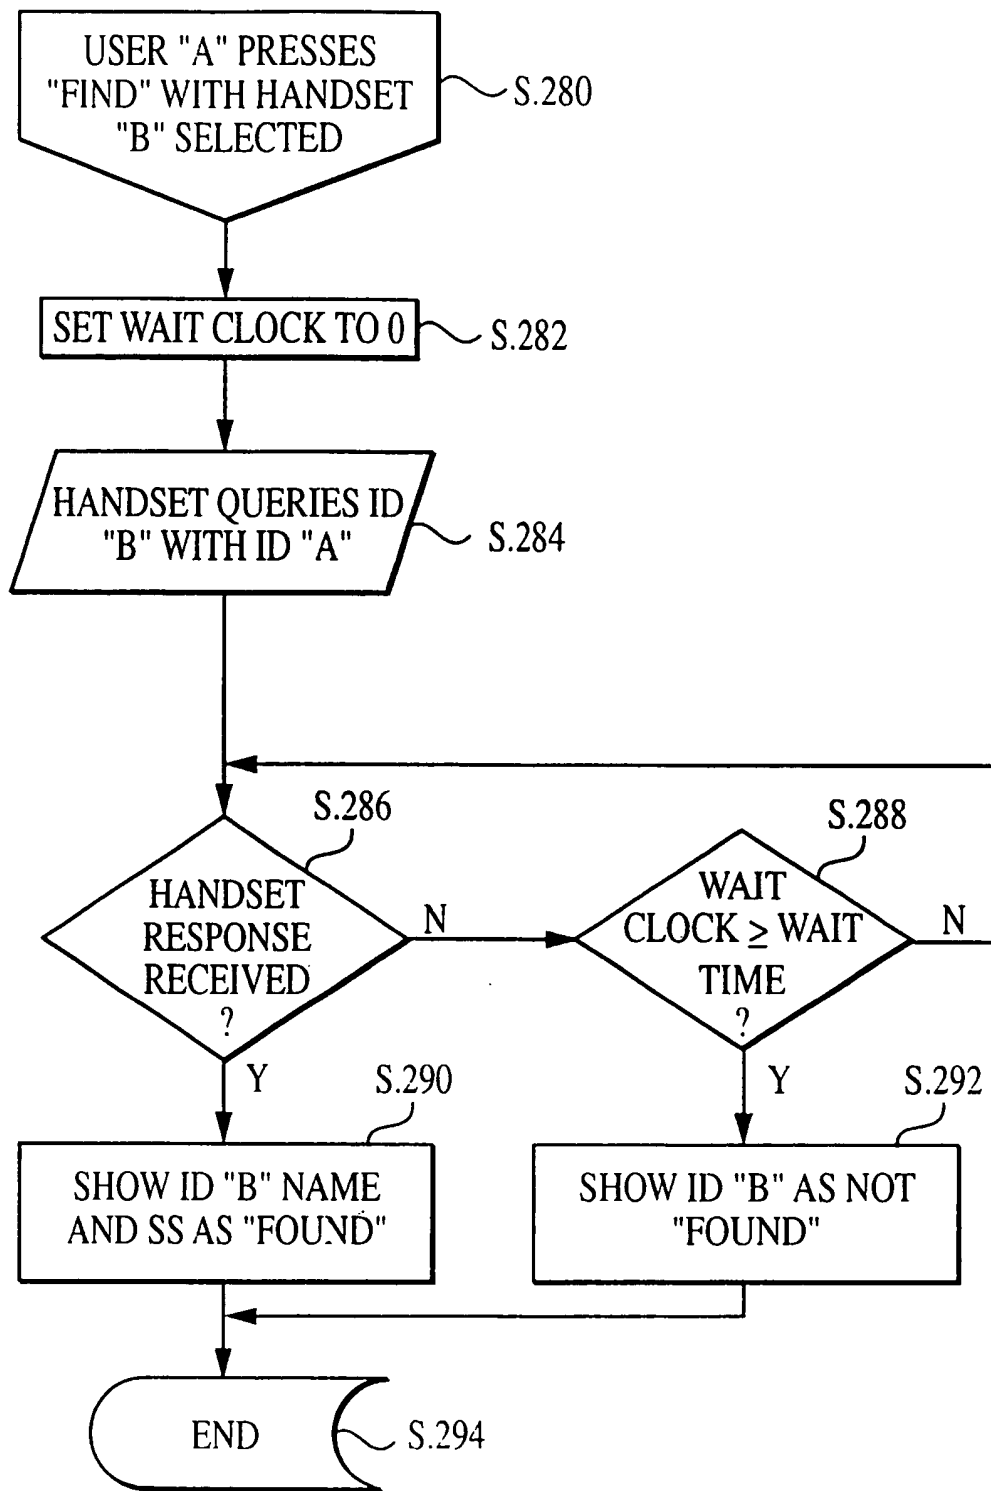 USER "A" PRESSES
"FIND" WITH HANDSET
"B" SELECTED
S.280
SET WAIT CLOCK TO 0
S.282
HANDSET QUERIES ID
"B" WITH ID "A"
S.284
S.286
HANDSET
RESPONSE
RECEIVED
?
N
Y
S.288
WAIT
CLOCK ≥ WAIT
TIME
?
N
Y
S.290
SHOW ID "B" NAME
AND SS AS "FOUND"
S.292
SHOW ID "B" AS NOT
"FOUND"
END
S.294